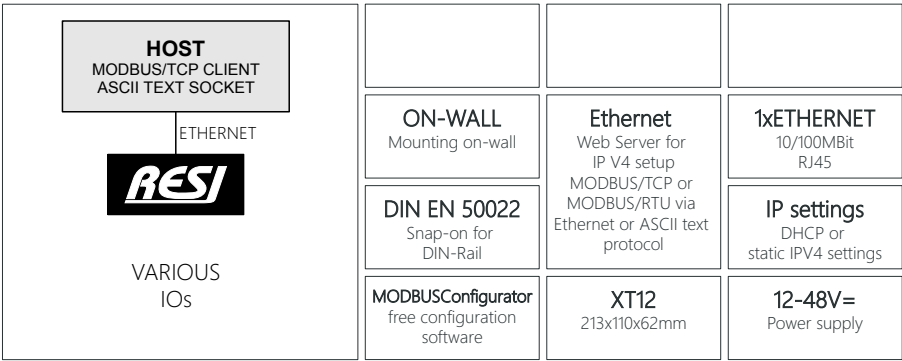 HOST
MODBUS/TCP CLIENT
ASCII TEXT SOCKET
ETHERNET
RESI
VARIOUS
IOs
ON-WALL
Mounting on-wall
DIN EN 50022
Snap-on for
DIN-Rail
MODBUSConfigurator
free configuration
software
Ethernet
Web Server for
IP V4 setup
MODBUS/TCP or
MODBUS/RTU via
Ethernet or ASCII text
protocol
XT12
213x110x62mm
1xETHERNET
10/100MBit
RJ45
IP settings
DHCP or
static IPV4 settings
12-48V=
Power supply